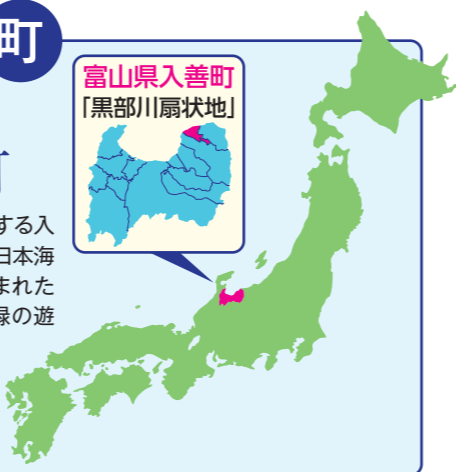 町
富山県入善町
「黒部川扇状地」
町
する入
日本海
まれた
緑の遊